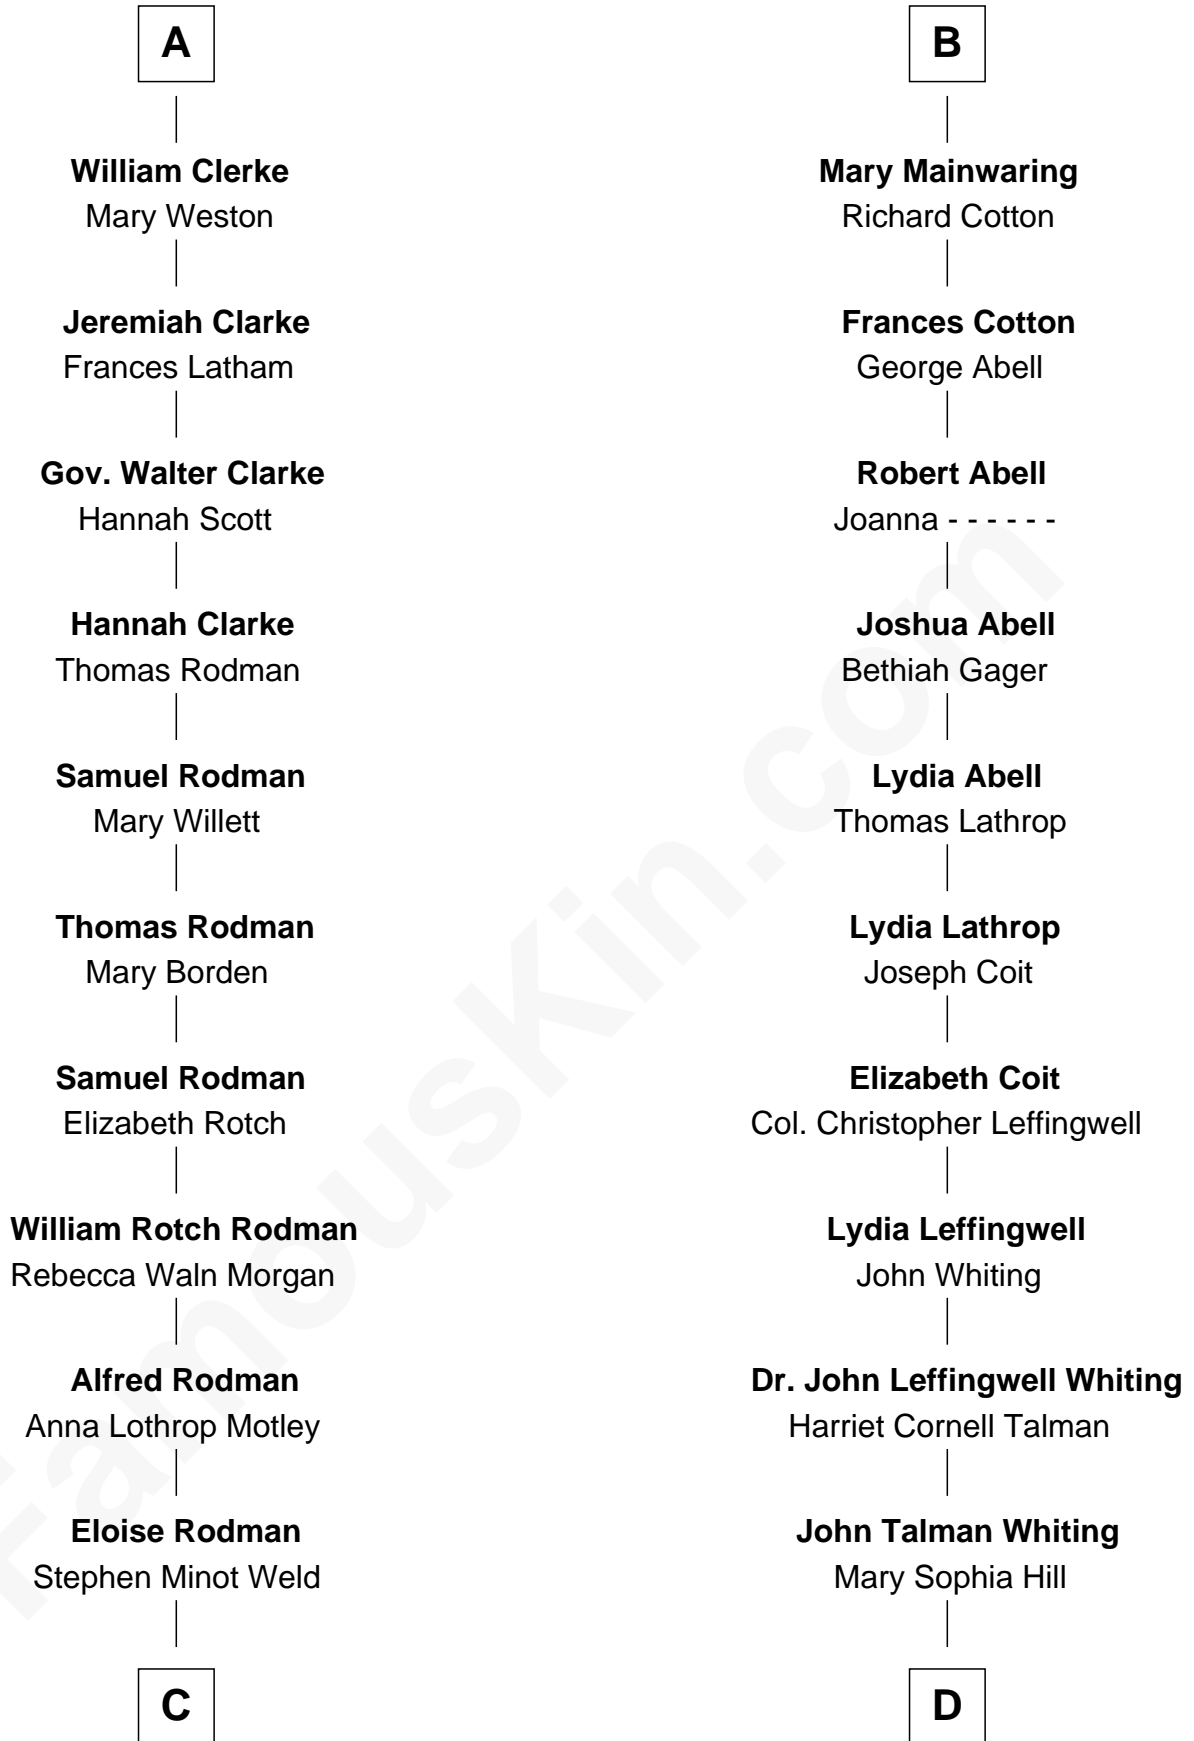 A
William Clerke
Mary Weston
Jeremiah Clarke
Frances Latham
Gov. Walter Clarke
Hannah Scott
Hannah Clarke
Thomas Rodman
Samuel Rodman
Mary Willett
Thomas Rodman
Mary Borden
Samuel Rodman
Elizabeth Rotch
William Rotch Rodman
Rebecca Waln Morgan
Alfred Rodman
Anna Lothrop Motley
Eloise Rodman
Stephen Minot Weld
C
B
Mary Mainwaring
Richard Cotton
Frances Cotton
George Abell
Robert Abell
Joanna - - - - - -
Joshua Abell
Bethiah Gager
Lydia Abell
Thomas Lathrop
Lydia Lathrop
Joseph Coit
Elizabeth Coit
Col. Christopher Leffingwell
Lydia Leffingwell
John Whiting
Dr. John Leffingwell Whiting
Harriet Cornell Talman
John Talman Whiting
Mary Sophia Hill
D
FamousKin.com